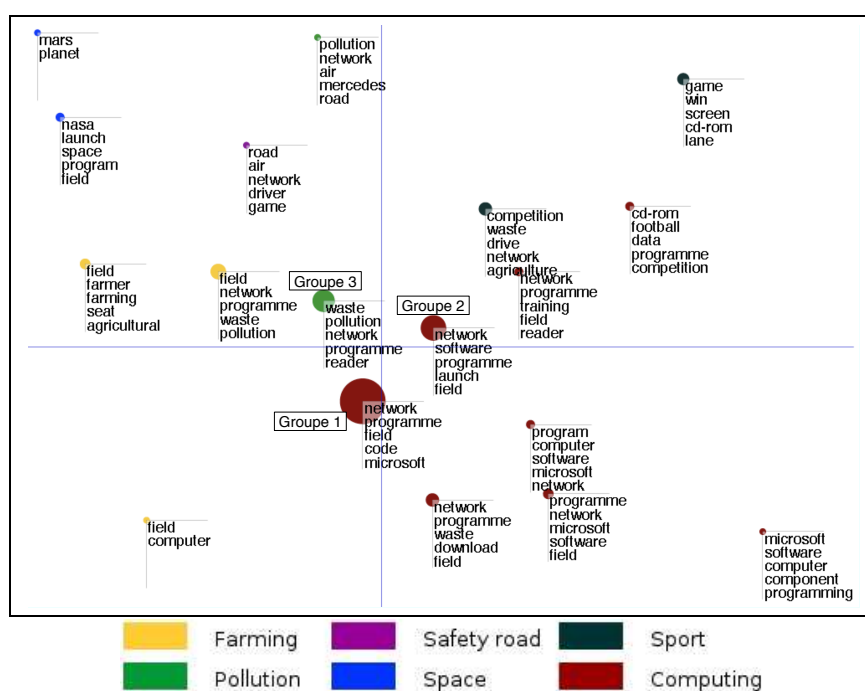 mars
planet
pollution
network
air
mercedes
road
game
win
screen
cd-rom
lane
nasa
launch
space
program
field
road
air
network
driver
game
competition
waste
drive
network
agriculture
cd-rom
football
data
programme
competition
field
farmer
farming
seat
agricultural
field
network
programme
waste
pollution
Groupe 3
waste
pollution
network
programme
reader
Groupe 2
network
software
programme
launch
field
network
programme
training
field
reader
Groupe 1
network
programme
field
code
microsoft
program
computer
software
microsoft
network
programme
network
microsoft
software
field
network
programme
waste
download
field
field
computer
microsoft
software
computer
component
programming
Farming
Safety road
Sport
Pollution
Space
Computing